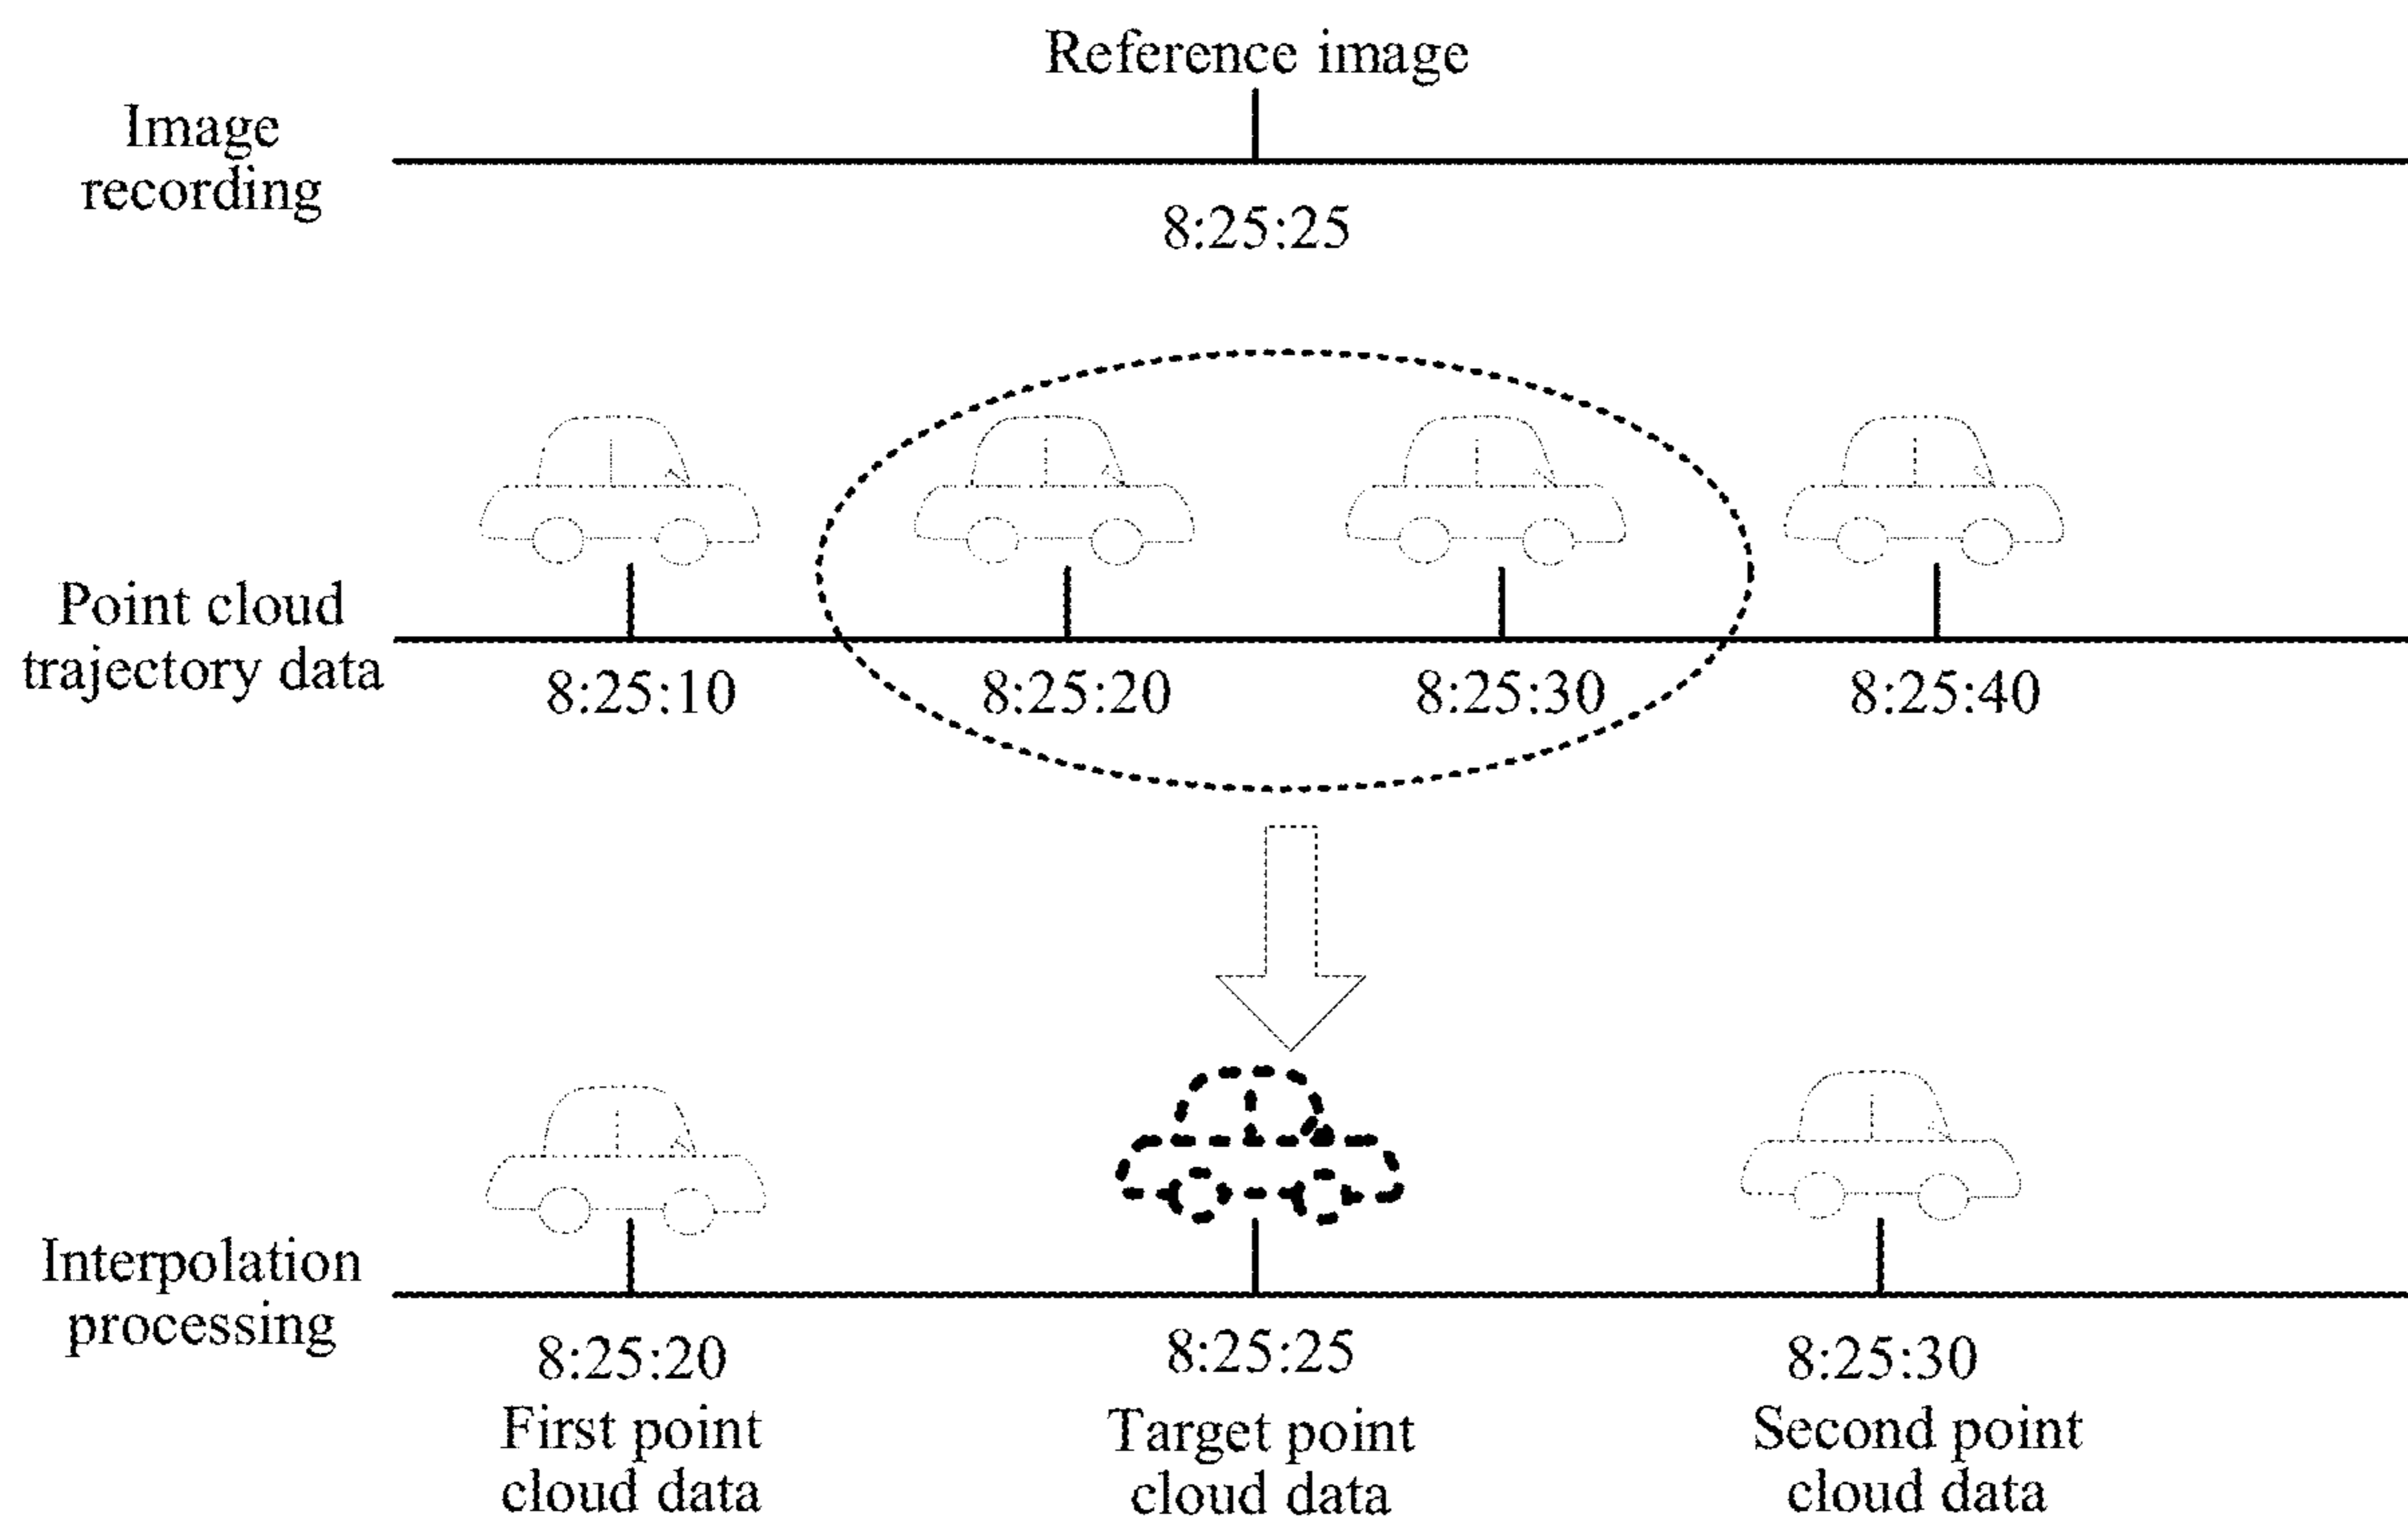 Reference image
Image
recording
8:25:25
Point cloud
trajectory data
8:25:10
8:25:20
8:25:30
8:25:40
Interpolation
processing
8:25:20
8:25:25
8:25:30
First point
cloud data
Target point
cloud data
Second point
cloud data